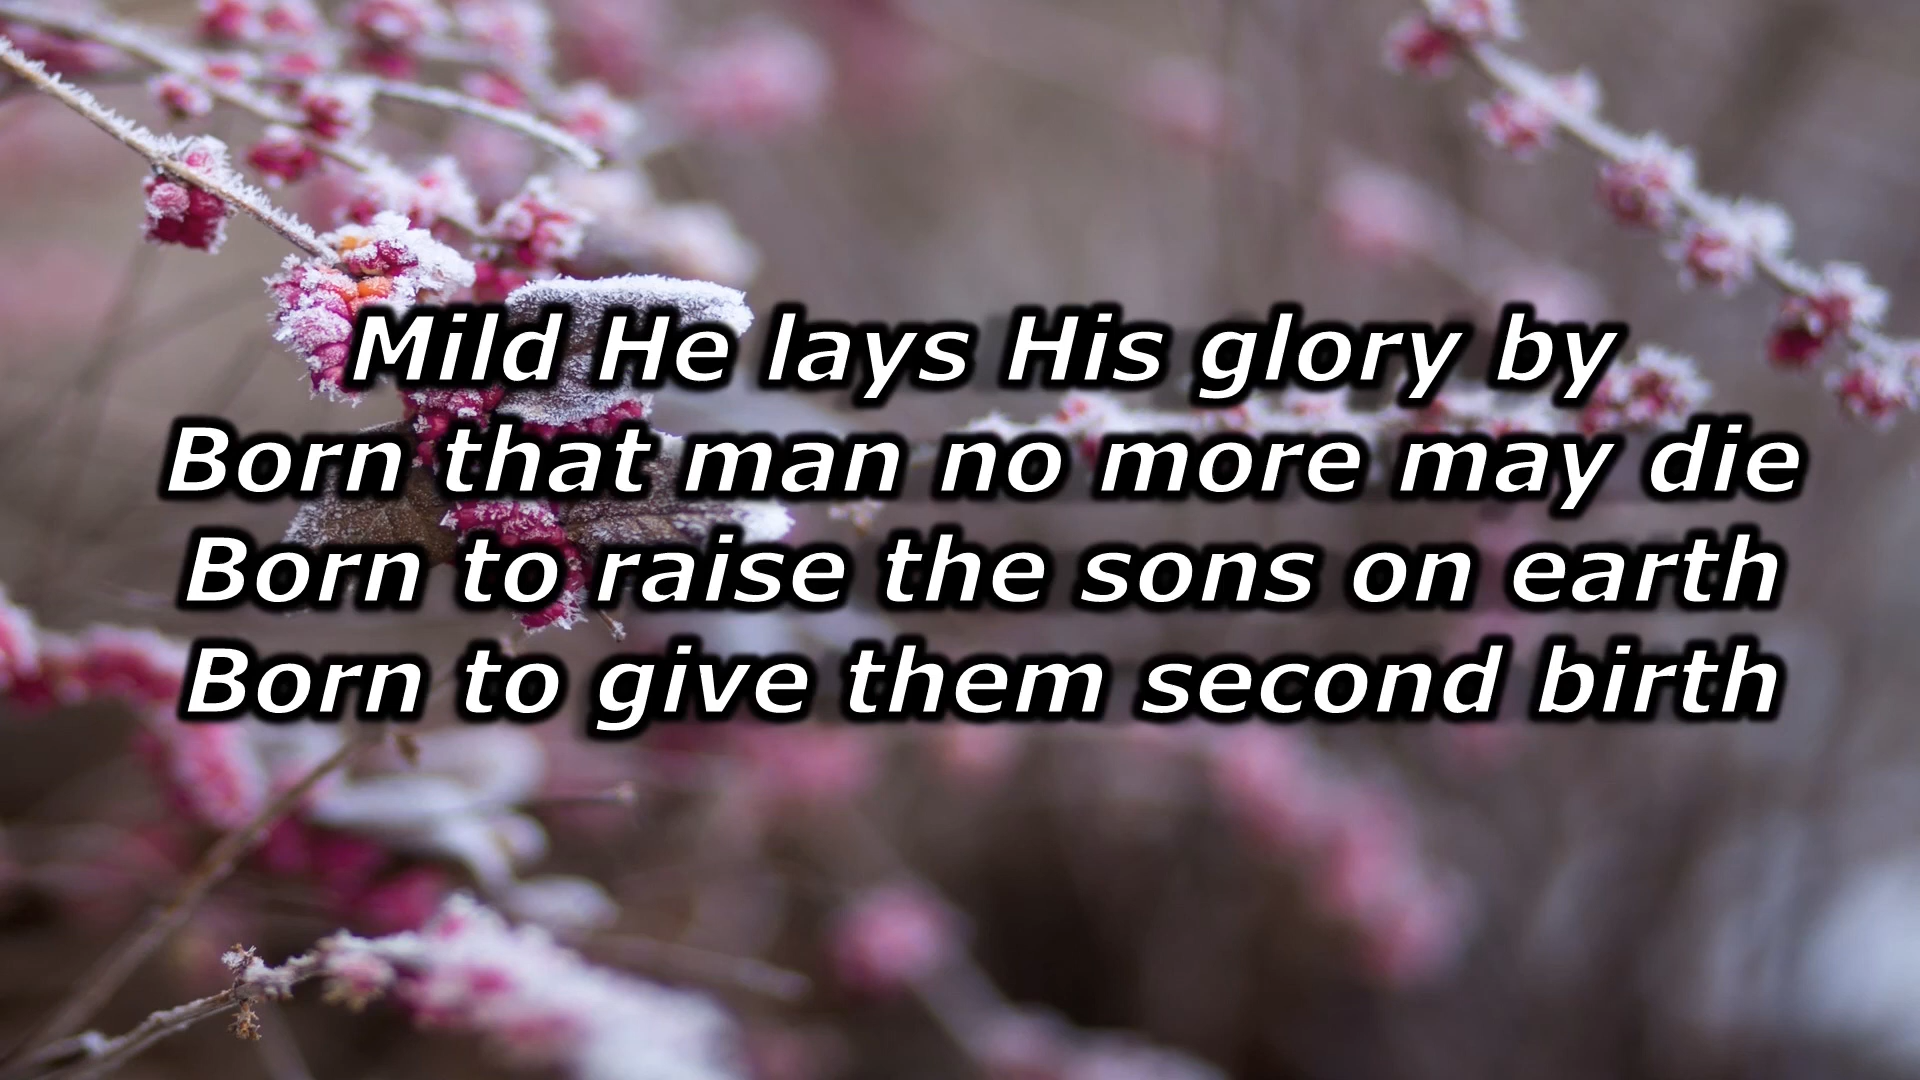 Mild He lays His glory by
Born that man no more may die
Born to raise the sons on earth
Born to give them second birth